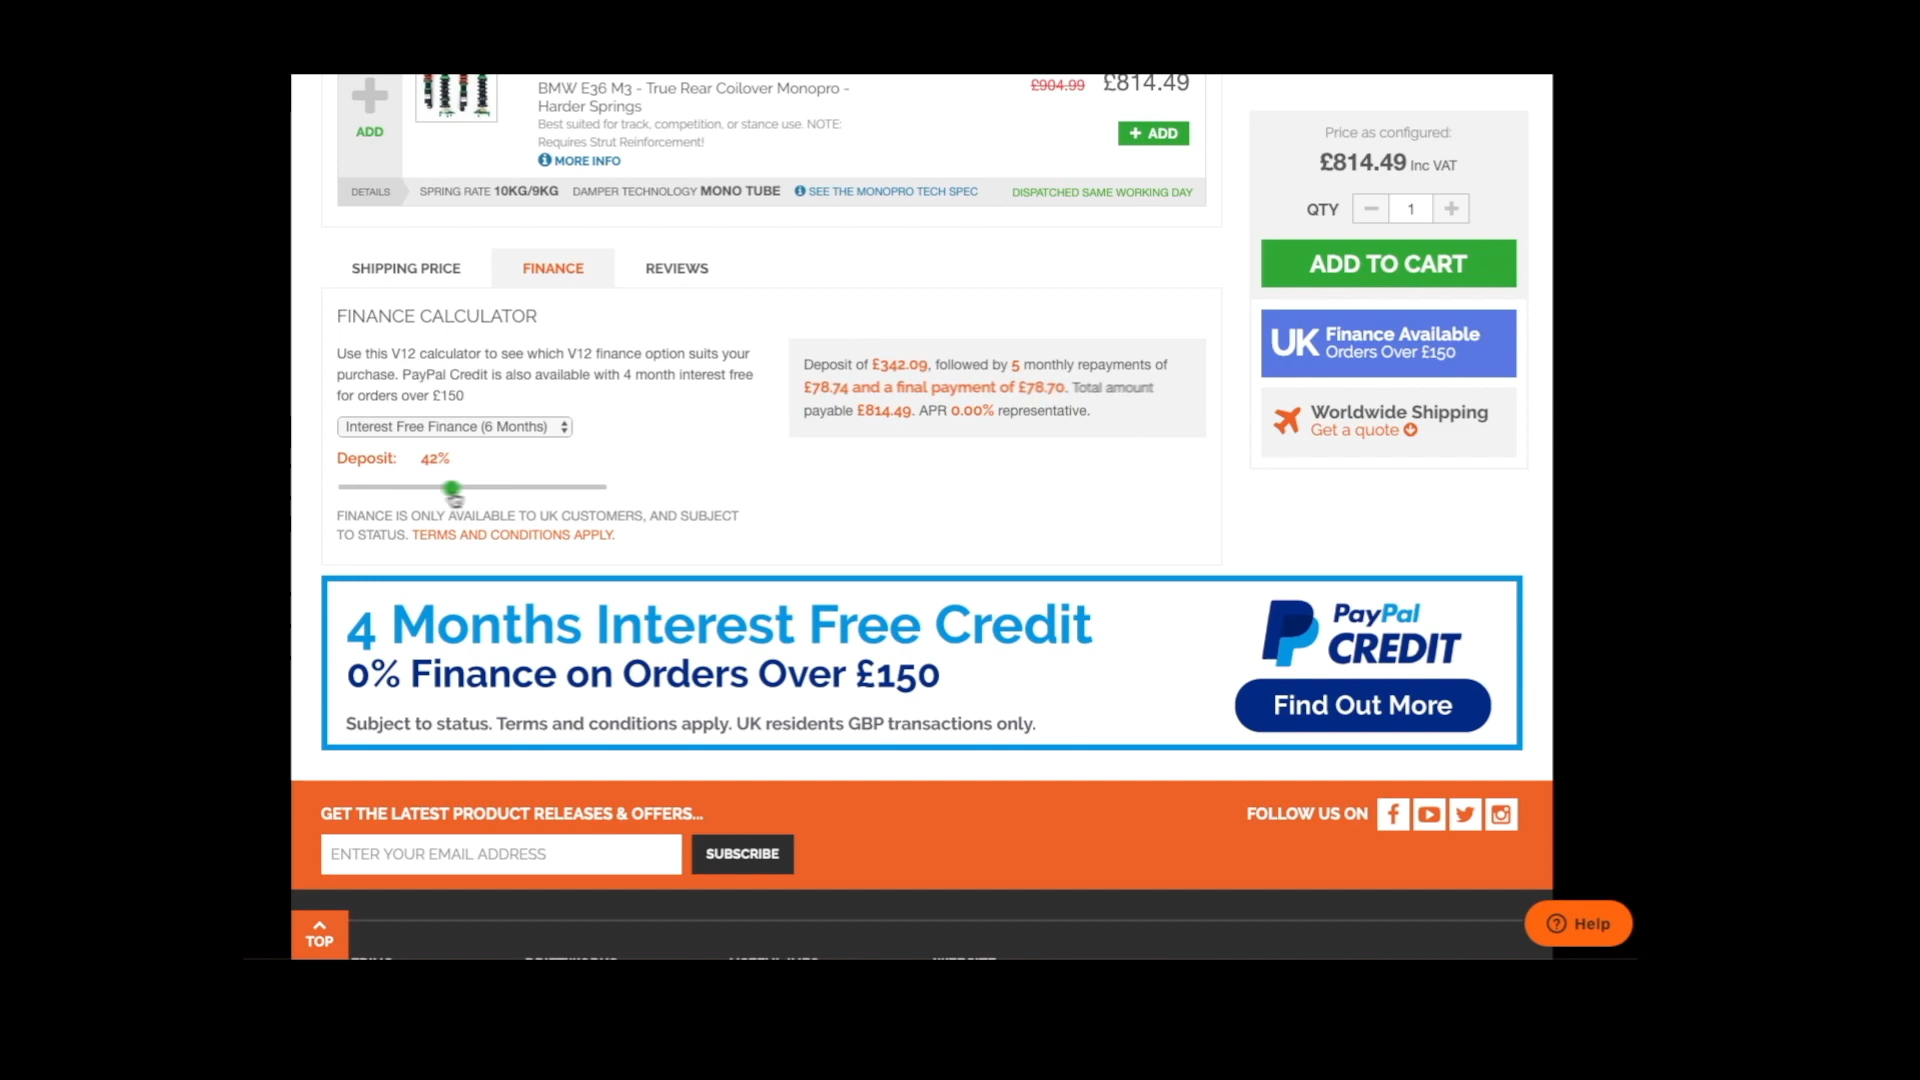 BMW E36 M3 - True Rear Coilover Monopro -
Harder Springs
£904.99 £814.49
ADD
Best suited for track, competition, or stance use. NOTE:
Requires Strut Reinforcement!
MORE INFO
+ ADD
DETAILS SPRING RATE 10KG/9KG DAMPER TECHNOLOGY MONO TUBE SEE THE MONOPRO TECH SPEC DISPATCHED SAME WORKING DAY
Price as configured:
£814.49 Inc VAT
QTY − 1 +
ADD TO CART
UK Finance Available
Orders Over £150
Worldwide Shipping
Get a quote
SHIPPING PRICE FINANCE REVIEWS
FINANCE CALCULATOR
Use this V12 calculator to see which V12 finance option suits your
purchase. PayPal Credit is also available with 4 month interest free
for orders over £150
Interest Free Finance (6 Months)
Deposit: 42%
FINANCE IS ONLY AVAILABLE TO UK CUSTOMERS, AND SUBJECT
TO STATUS. TERMS AND CONDITIONS APPLY.
Deposit of £342.09, followed by 5 monthly repayments of
£78.74 and a final payment of £78.70. Total amount
payable £814.49. APR 0.00% representative.
4 Months Interest Free Credit
0% Finance on Orders Over £150
Subject to status. Terms and conditions apply. UK residents GBP transactions only.
PayPal
CREDIT
Find Out More
GET THE LATEST PRODUCT RELEASES & OFFERS...
ENTER YOUR EMAIL ADDRESS
SUBSCRIBE
FOLLOW US ON
TOP
Help